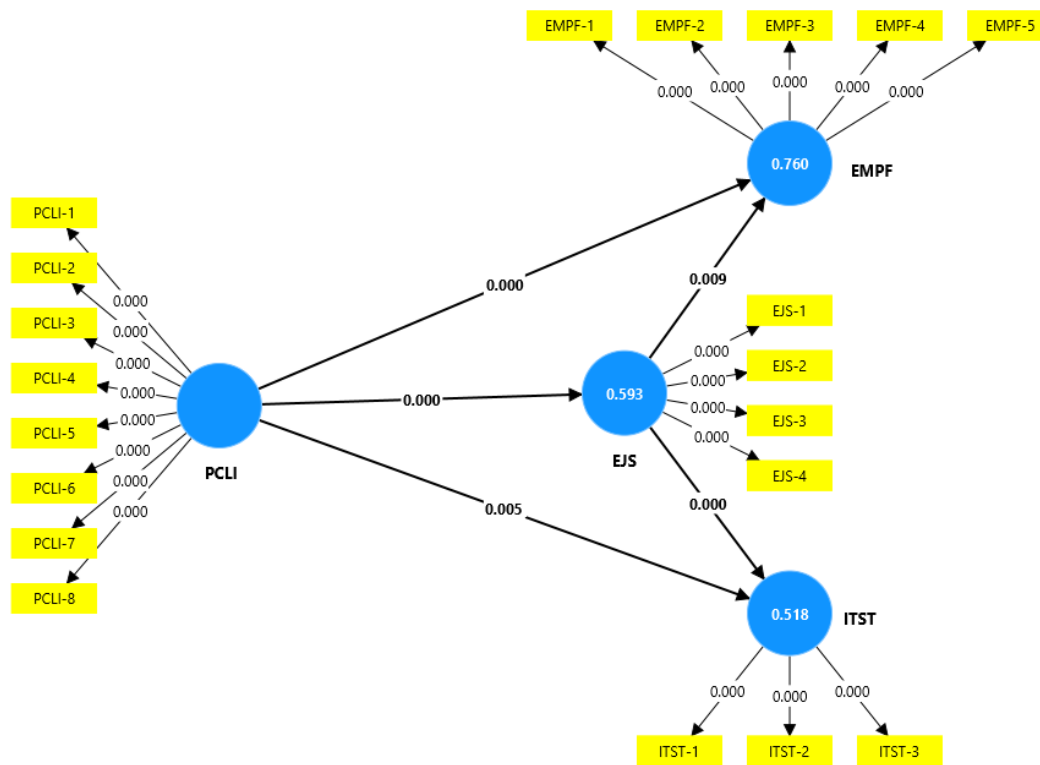 EMPF-1 EMPF-2 EMPF-3 EMPF-4 EMPF-5
0.000 0.000 0.000 0.000 0.000
0.760
EMPF
PCLI-1
PCLI-2
PCLI-3
PCLI-4
PCLI-5
PCLI-6
PCLI-7
PCLI-8
0.000
0.000
0.000
0.000
0.000
0.000
0.000
0.000
PCLI
0.000
0.000
0.005
0.009
0.593
EJS
0.000
0.000
0.000
0.000
0.000
EJS-1
EJS-2
EJS-3
EJS-4
0.518
ITST
0.000 0.000 0.000
ITST-1 ITST-2 ITST-3